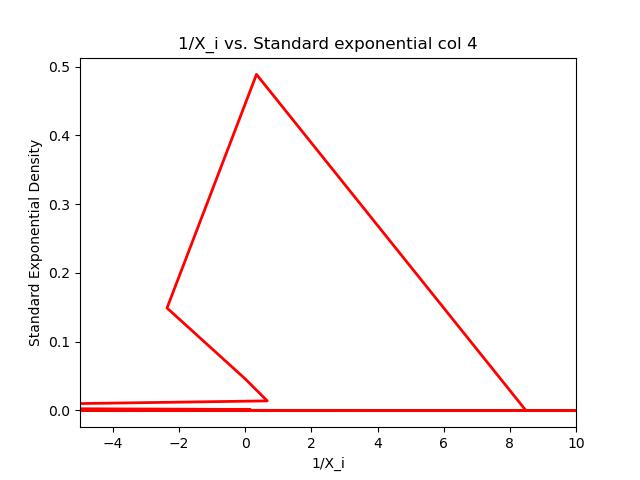 1/X_i vs. Standard exponential col 4
Standard Exponential Density
0.5
0.4
0.3
0.2
0.1
0.0
−4 −2 0 2 4 6 8 10
1/X_i